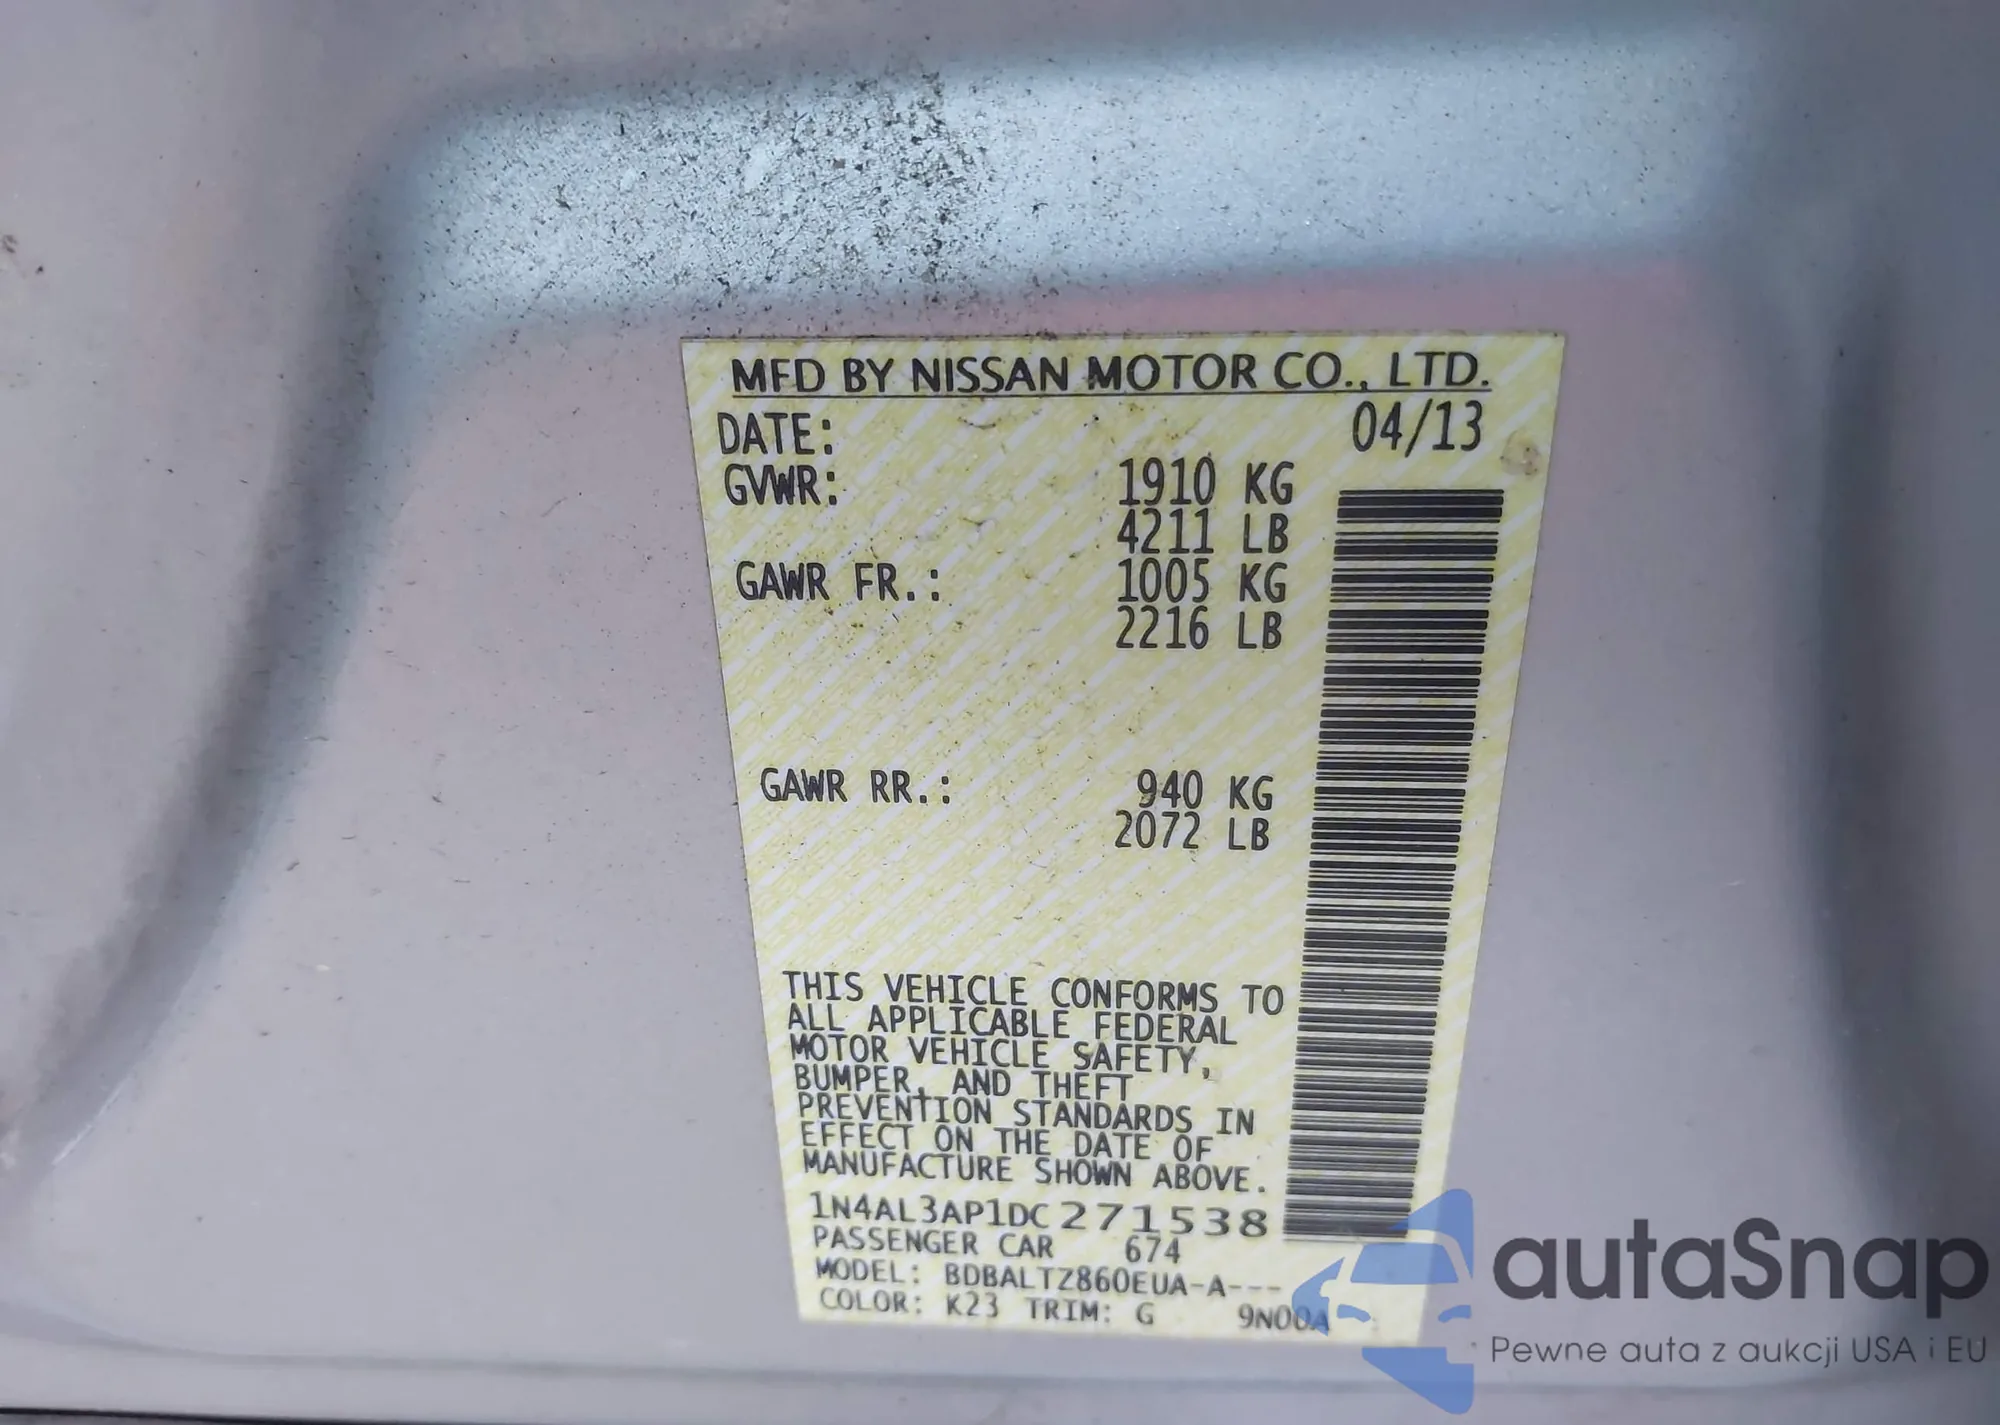 MFD BY NISSAN MOTOR CO., LTD.
DATE: 04/13
GVWR: 1910 KG
4211 LB
GAWR FR.: 1005 KG
2216 LB
GAWR RR.: 940 KG
2072 LB
THIS VEHICLE CONFORMS TO
ALL APPLICABLE FEDERAL
MOTOR VEHICLE SAFETY,
BUMPER, AND THEFT
PREVENTION STANDARDS IN
EFFECT ON THE DATE OF
MANUFACTURE SHOWN ABOVE.
1N4AL3AP1DC271538
PASSENGER CAR 674
MODEL: BDBALTZ860EUA-A---
COLOR: K23 TRIM: G 9N00A
autaSnap
Pewne auta z aukcji USA i EU